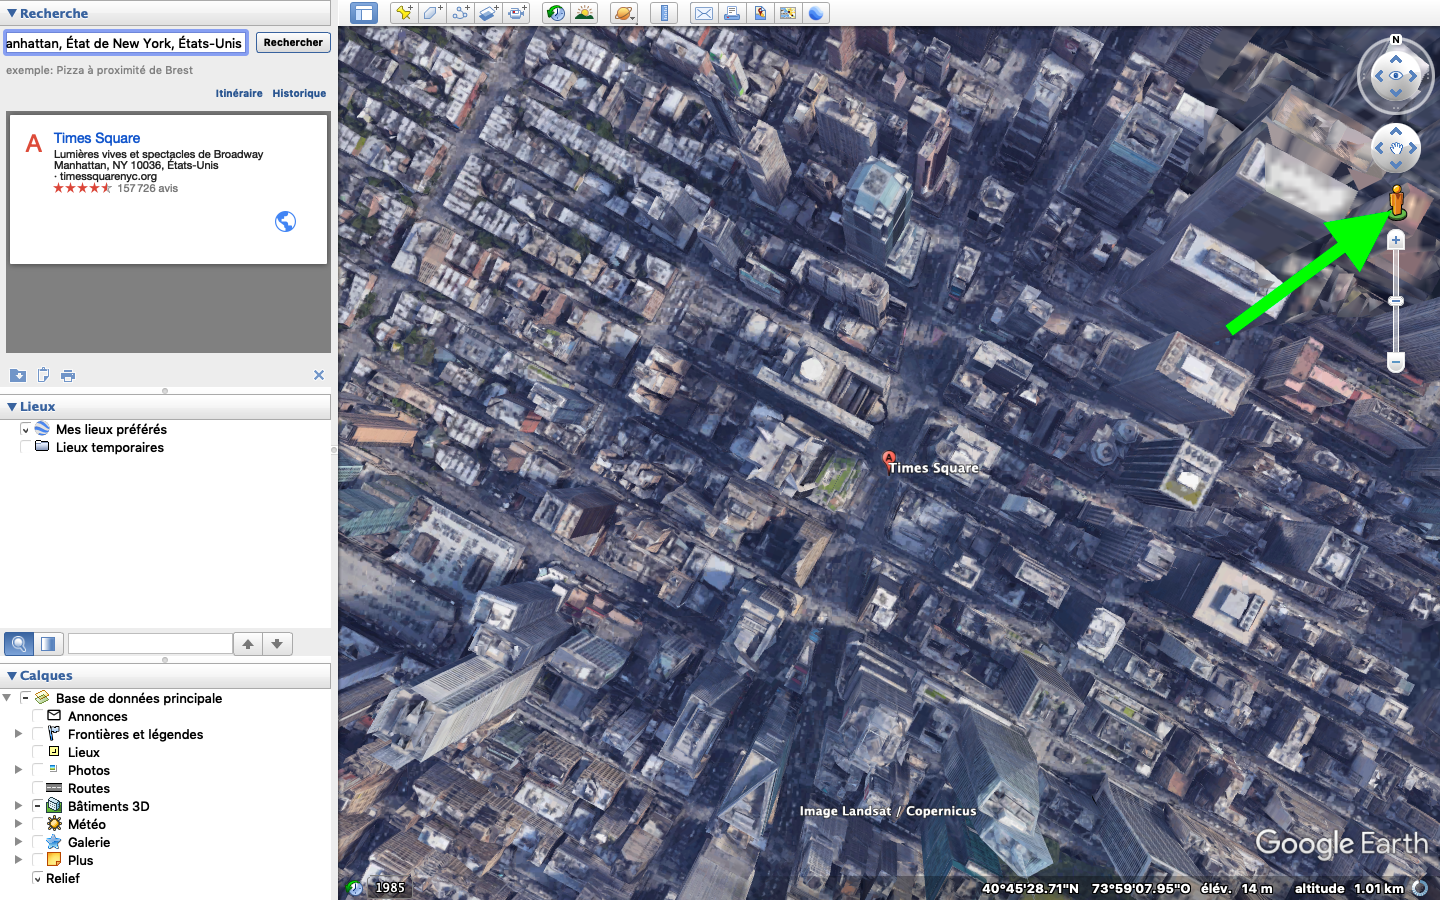 Recherche
anhattan, État de New York, États-Unis
Rechercher
exemple: Pizza à proximité de Brest
Itinéraire Historique
A
Times Square
Lumières vives et spectacles de Broadway
Manhattan, NY 10036, États-Unis
· timessquarenyc.org
157 726 avis
Lieux
Mes lieux préférés
Lieux temporaires
Calques
Base de données principale
Annonces
Frontières et légendes
Lieux
Photos
Routes
Bâtiments 3D
Météo
Galerie
Plus
Relief
N
A
Times Square
Image Landsat / Copernicus
Google Earth
1985
40°45'28.71"N 73°59'07.95"O élév. 14 m altitude 1.01 km